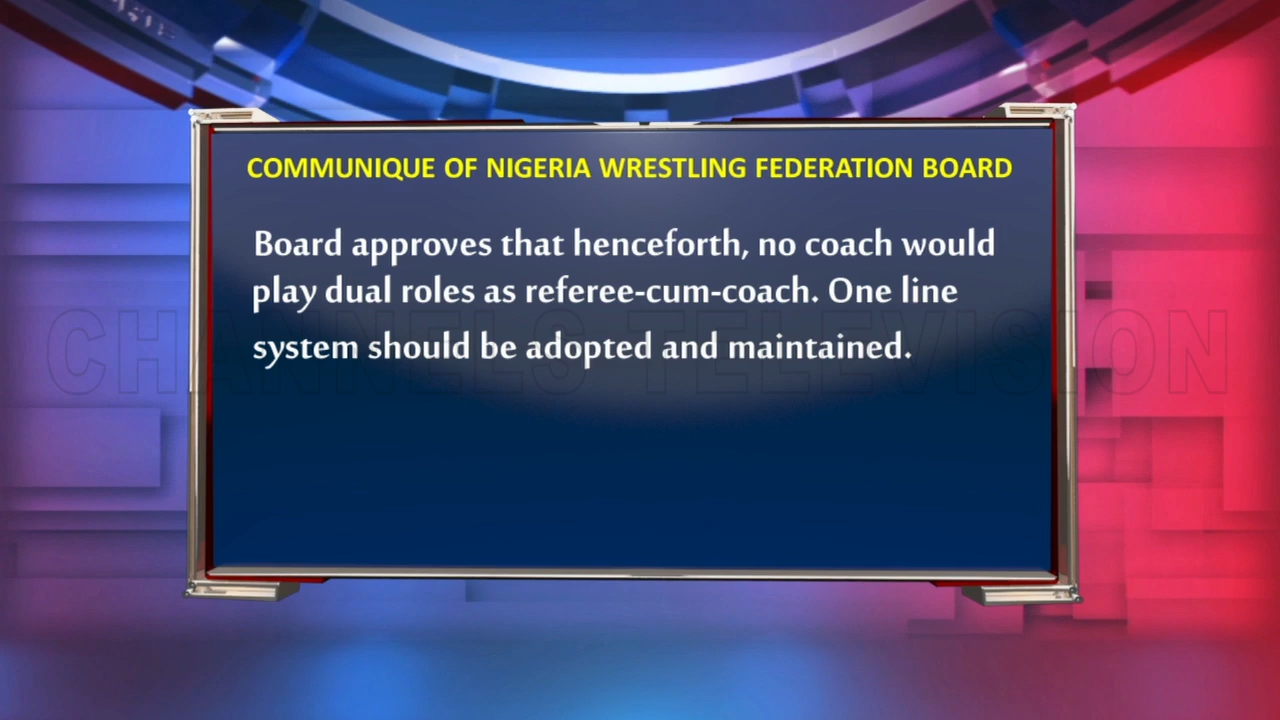 COMMUNIQUE OF NIGERIA WRESTLING FEDERATION BOARD
Board approves that henceforth, no coach would
play dual roles as referee-cum-coach. One line
system should be adopted and maintained.
CHANNELS TELEVISION